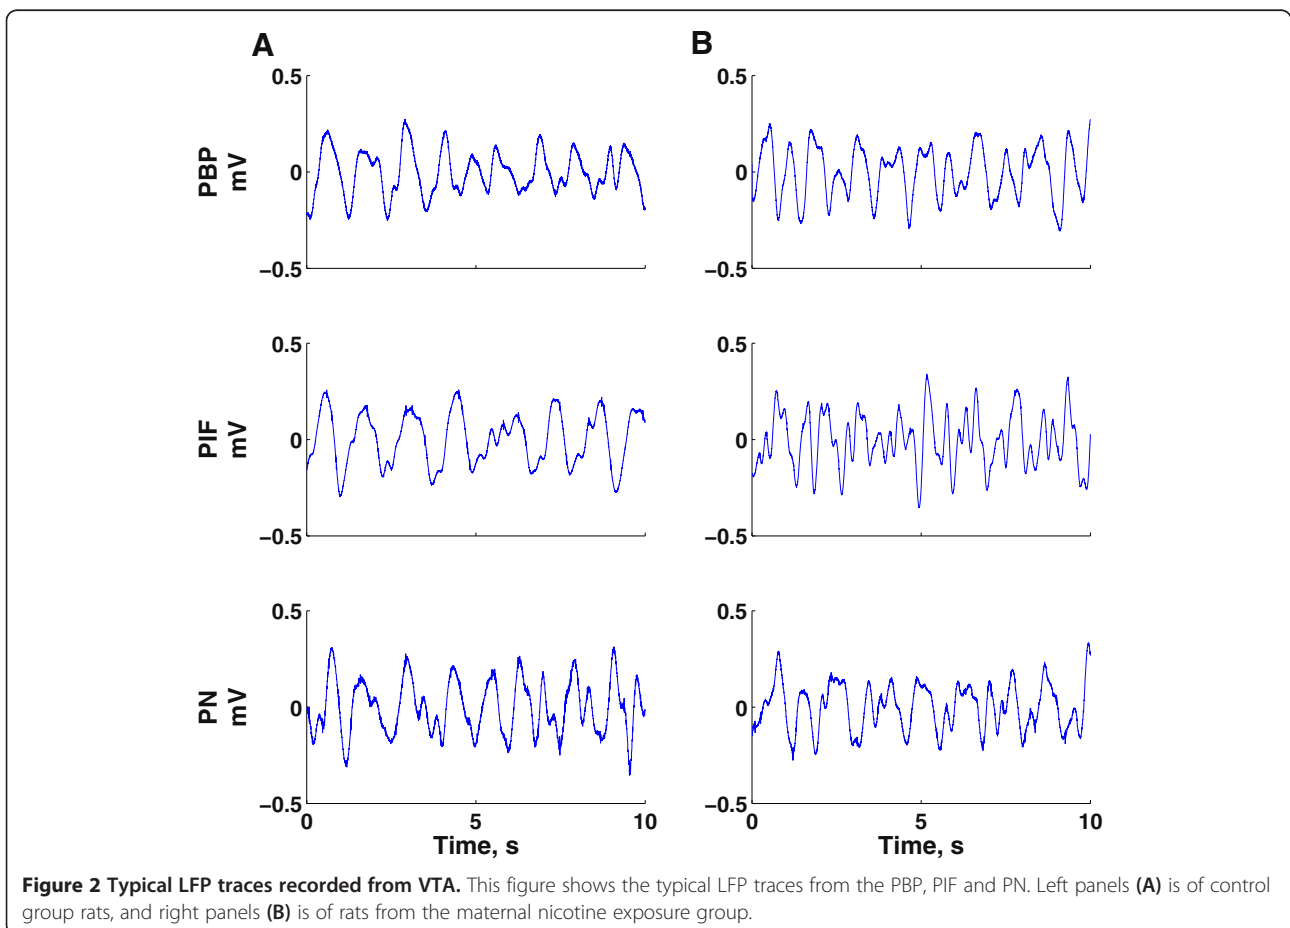 A
B
0.5
0
−0.5
PBP
mV
0.5
0
−0.5
0.5
0
−0.5
PIF
mV
0.5
0
−0.5
0.5
0
−0.5
PN
mV
0
5
10
Time, s
0.5
0
−0.5
0
5
10
Time, s
Figure 2 Typical LFP traces recorded from VTA. This figure shows the typical LFP traces from the PBP, PIF and PN. Left panels (A) is of control
group rats, and right panels (B) is of rats from the maternal nicotine exposure group.